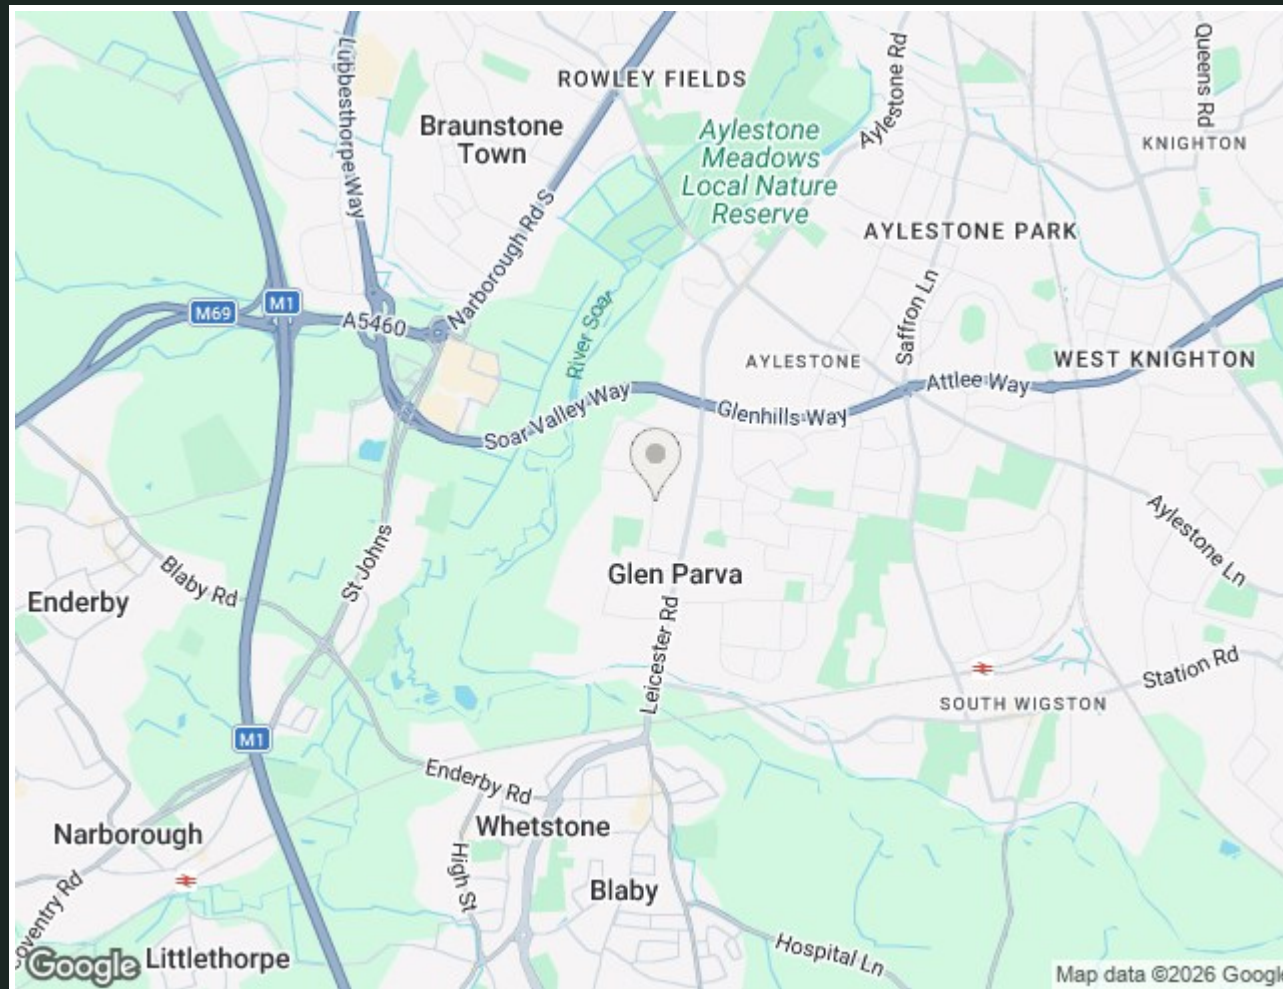 ROWLEY FIELDS
Braunstone
Town
Lubbesthorpe Way
Aylestone
Meadows
Local Nature
Reserve
Aylestone Rd
Queens Rd
KNIGHTON
Narborough Rd S
AYLESTONE PARK
M69
M1
A5460
River Soar
Saffron Ln
AYLESTONE
WEST KNIGHTON
Attlee Way
Soar Valley Way
Glenhills Way
Aylestone Ln
St Johns
Blaby Rd
Enderby
Glen Parva
Leicester Rd
Station Rd
SOUTH WIGSTON
M1
Enderby Rd
Narborough
Whetstone
High St
Blaby
Coventry Rd
Hospital Ln
Littlethorpe
Google
Map data ©2026 Google